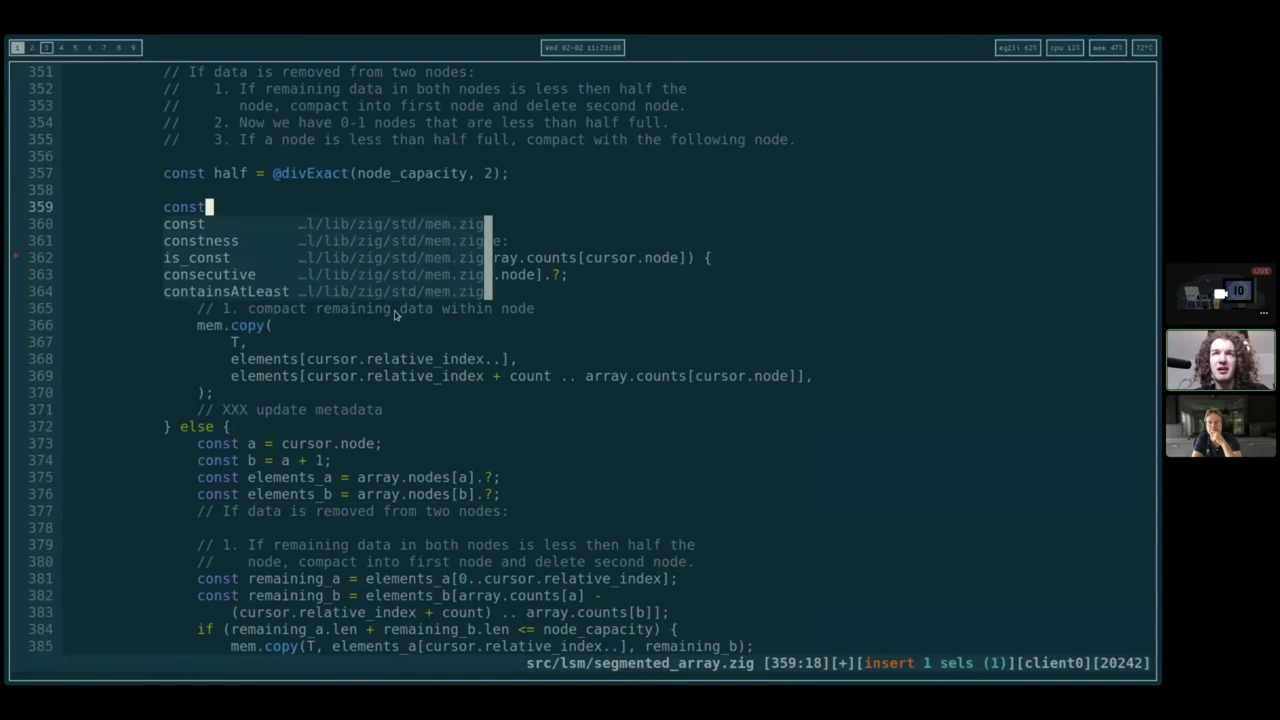 1 2 3 4 5 6 7 8 9
Wed 02-02 11:23:08
cpu 12%
mem 47%
72°C
351 // If data is removed from two nodes:
352 // 1. If remaining data in both nodes is less then half the
353 // node, compact into first node and delete second node.
354 // 2. Now we have 0-1 nodes that are less than half full.
355 // 3. If a node is less than half full, compact with the following node.
356
357 const half = @divExact(node_capacity, 2);
358
359 const
360 const …l/lib/zig/std/mem.zig
361 constness …l/lib/zig/std/mem.zig e:
* 362 is_const …l/lib/zig/std/mem.zig ray.counts[cursor.node]) {
363 consecutive …l/lib/zig/std/mem.zig .node].?;
364 containsAtLeast …l/lib/zig/std/mem.zig
365 // 1. compact remaining data within node
366 mem.copy(
367 T,
368 elements[cursor.relative_index..],
369 elements[cursor.relative_index + count .. array.counts[cursor.node]],
370 );
371 // XXX update metadata
372 } else {
373 const a = cursor.node;
374 const b = a + 1;
375 const elements_a = array.nodes[a].?;
376 const elements_b = array.nodes[b].?;
377 // If data is removed from two nodes:
378
379 // 1. If remaining data in both nodes is less then half the
380 // node, compact into first node and delete second node.
381 const remaining_a = elements_a[0..cursor.relative_index];
382 const remaining_b = elements_b[array.counts[a] -
383 (cursor.relative_index + count) .. array.counts[b]];
384 if (remaining_a.len + remaining_b.len <= node_capacity) {
385 mem.copy(T, elements_a[cursor.relative_index..], remaining_b);
src/lsm/segmented_array.zig [359:18][+][insert 1 sels (1)][client0][20242]
LIVE
10